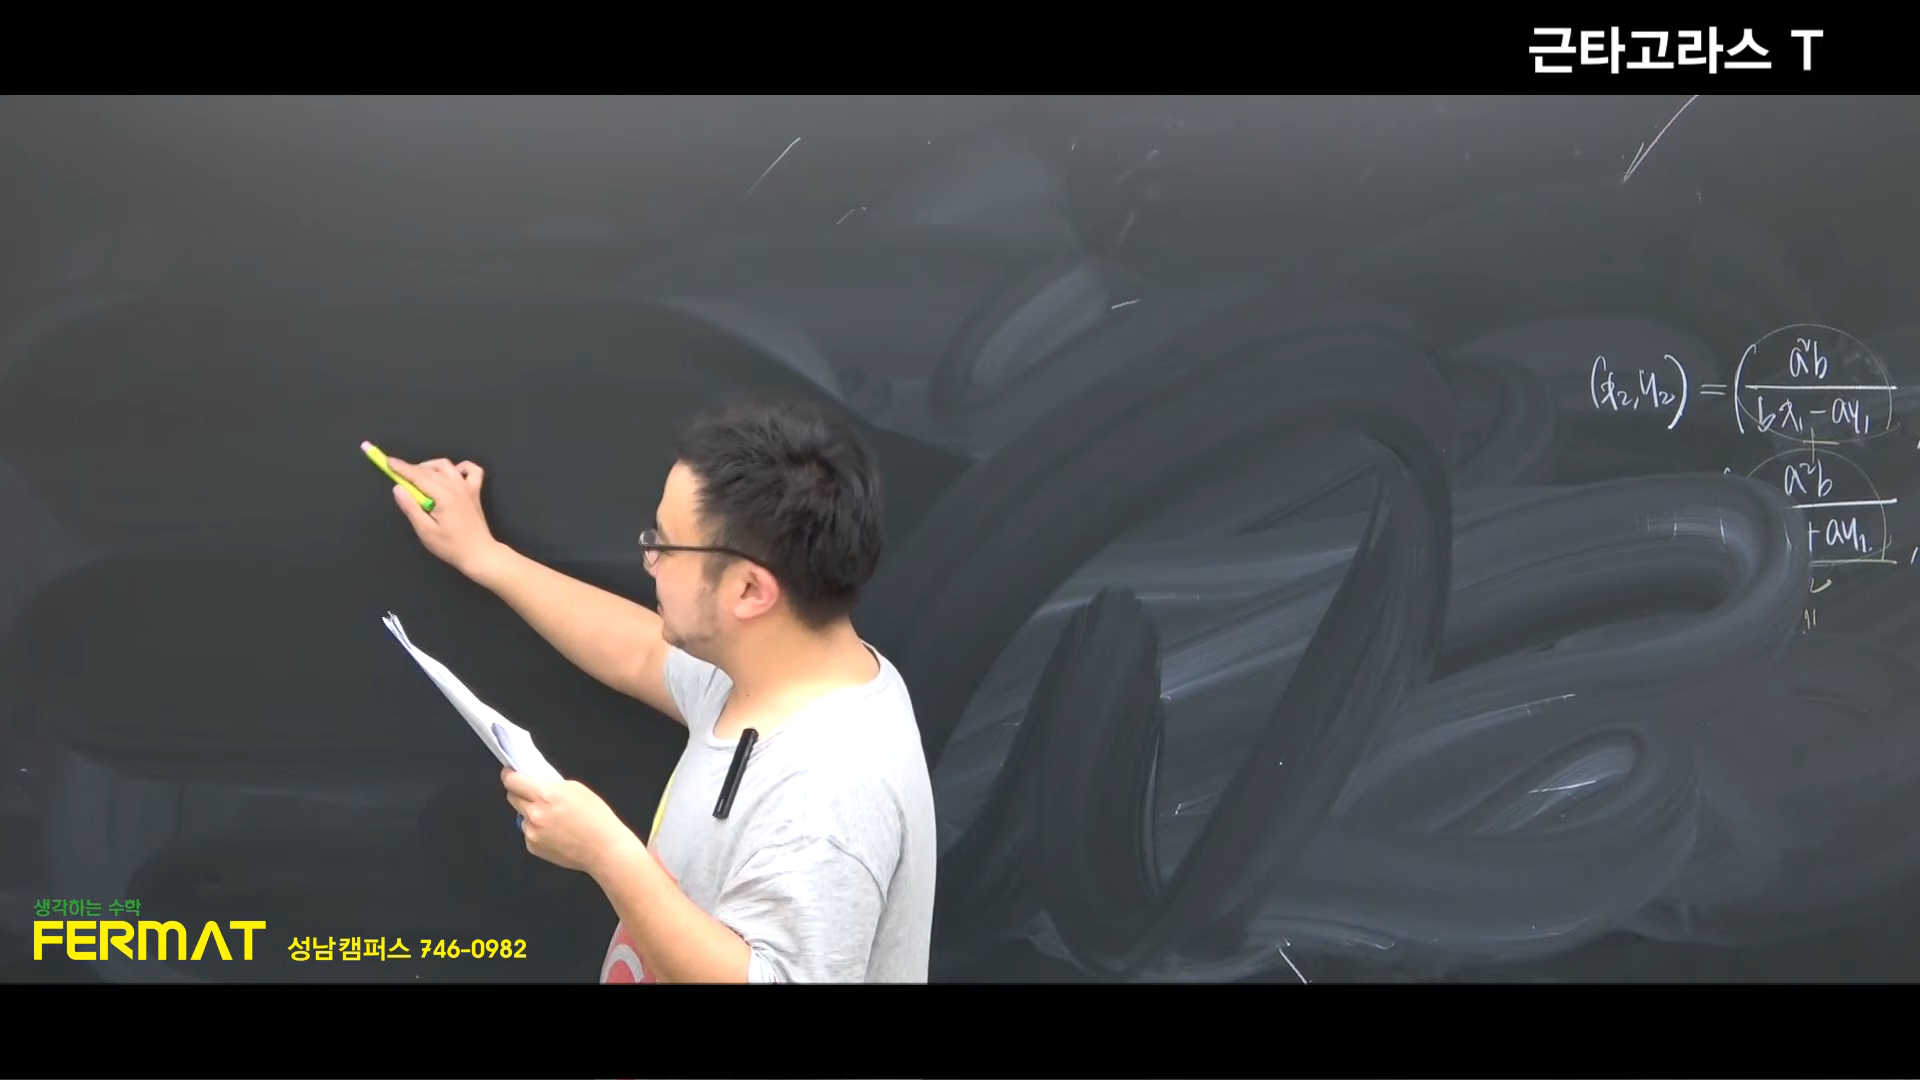 근타고라스 T
(x₂, y₂) = ( a²b / bx₁ - ay₁
a²b / + ay₁
생각하는 수학
FERMAT 성남캠퍼스 746-0982